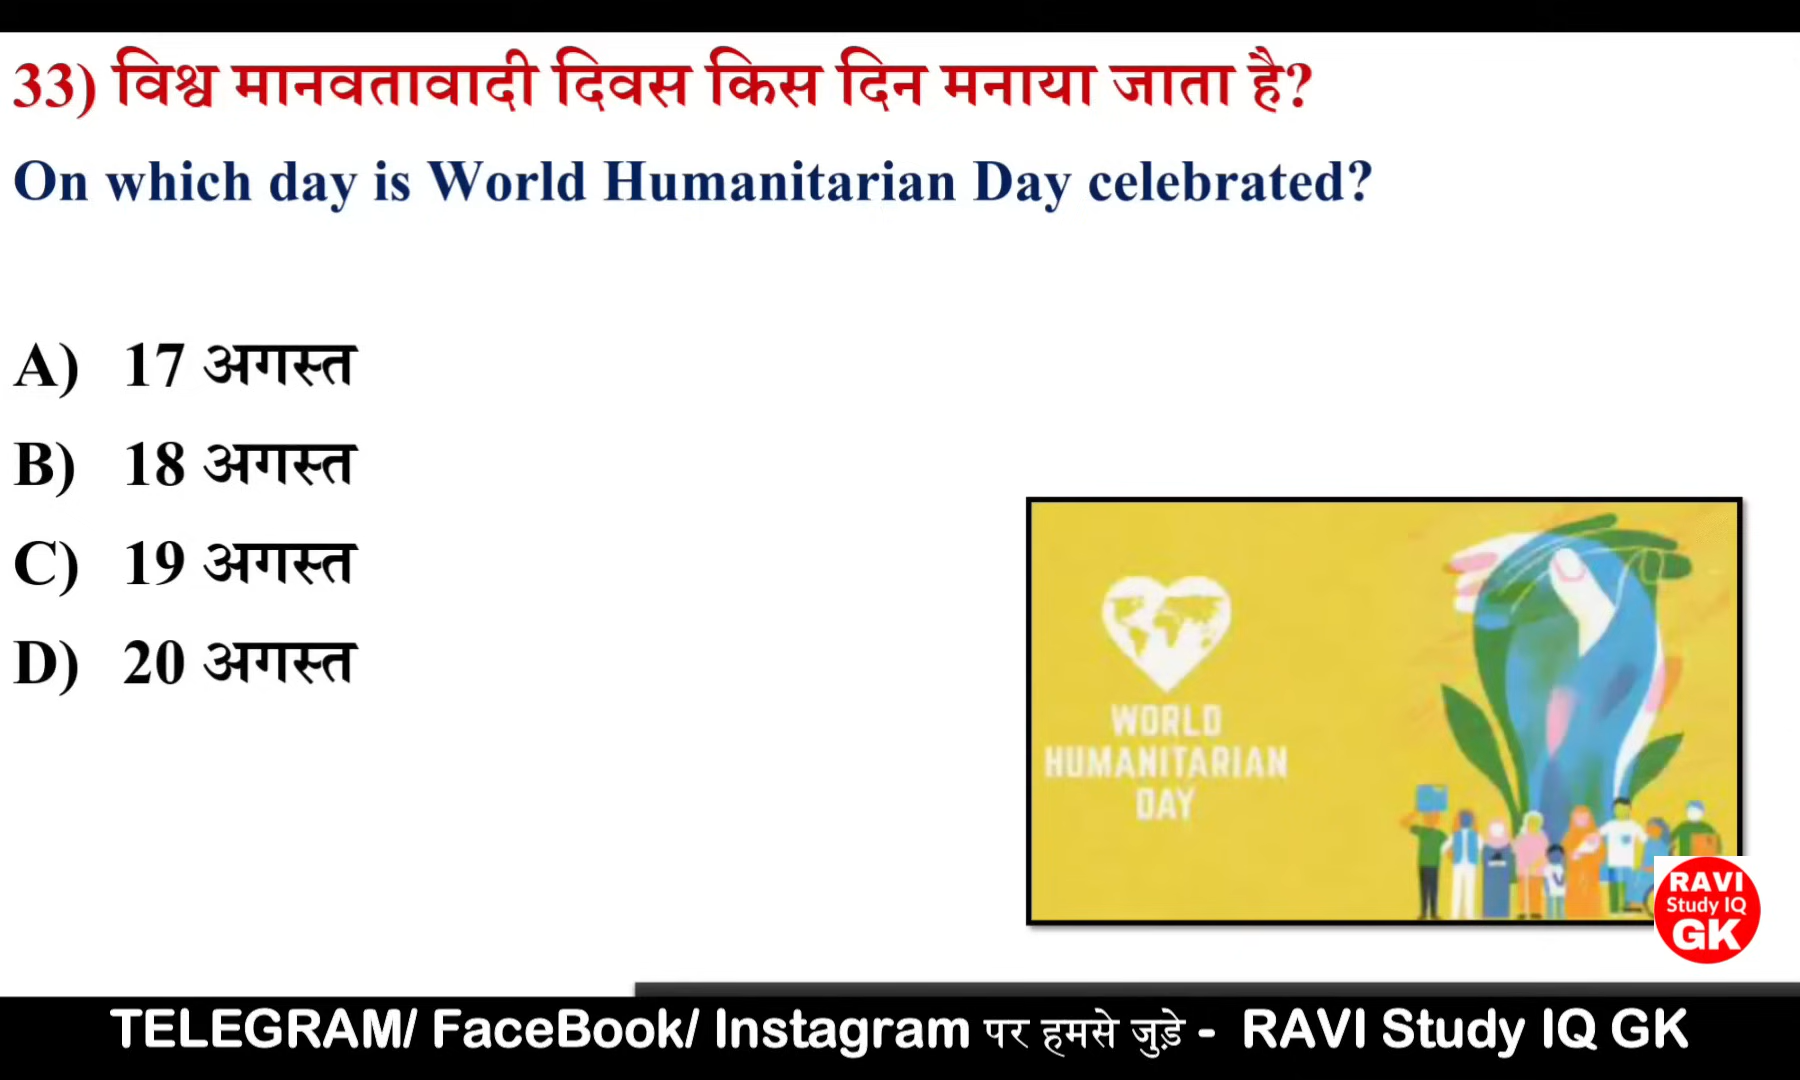 33) विश्व मानवतावादी दिवस किस दिन मनाया जाता है?
On which day is World Humanitarian Day celebrated?
A) 17 अगस्त
B) 18 अगस्त
C) 19 अगस्त
D) 20 अगस्त
WORLD
HUMANITARIAN
DAY
RAVI
Study IQ
GK
TELEGRAM/ FaceBook/ Instagram पर हमसे जुड़े - RAVI Study IQ GK